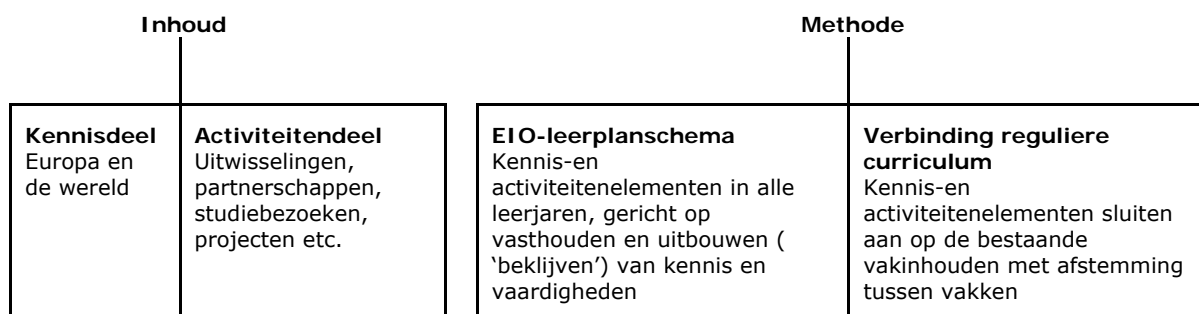 Inhoud
Methode
Kennisdeel
Europa en
de wereld
Activiteitendeel
Uitwisselingen,
partnerschappen,
studiebezoeken,
projecten etc.
EIO-leerplanschema
Kennis-en
activiteitenelementen in alle
leerjaren, gericht op
vasthouden en uitbouwen (
‘beklijven’) van kennis en
vaardigheden
Verbinding reguliere
curriculum
Kennis-en
activiteitenelementen sluiten
aan op de bestaande
vakinhouden met afstemming
tussen vakken